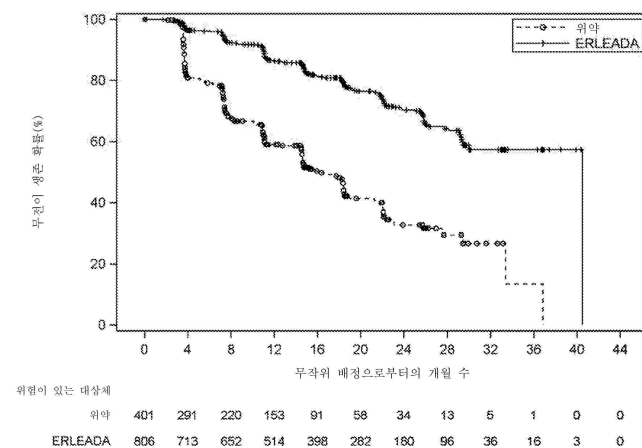 위약
ERLEADA
무전이 생존 확률(%)
100
80
60
40
20
0
0 4 8 12 16 20 24 28 32 36 40 44
무작위 배정으로부터의 개월 수
위험이 있는 대상체
위약 401 291 220 153 91 58 34 13 5 1 0 0
ERLEADA 806 713 652 514 398 282 180 96 36 16 3 0